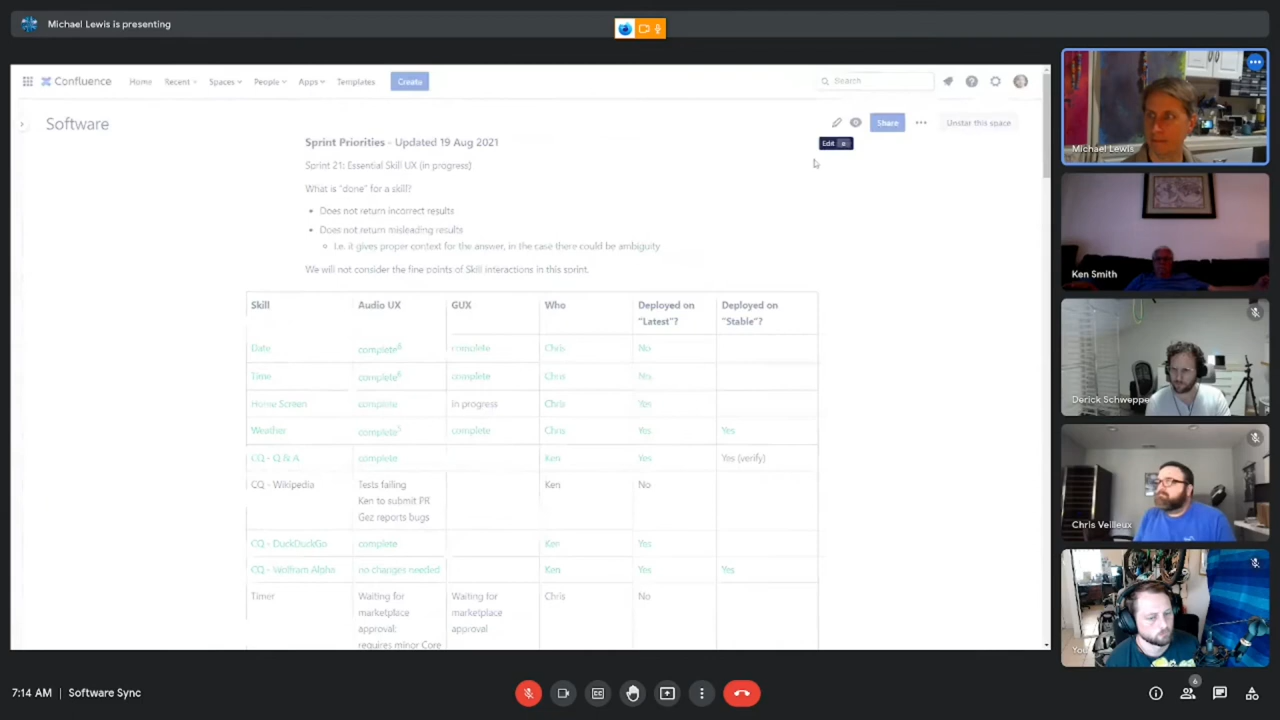 Michael Lewis is presenting
Confluence Home Recent Spaces People Apps Templates Create Search
Software Share Unstar this space
Edit e
Sprint Priorities - Updated 19 Aug 2021
Sprint 21: Essential Skill UX (in progress)
What is "done" for a skill?
Does not return incorrect results
Does not return misleading results
I.e. it gives proper context for the answer, in the case there could be ambiguity
We will not consider the fine points of Skill interactions in this sprint.
Skill Audio UX GUX Who Deployed on "Latest"? Deployed on "Stable"?
Date complete6 complete Chris No
Time complete6 complete Chris No
Home Screen complete in progress Chris Yes
Weather complete5 complete Chris Yes Yes
CQ - Q & A complete Ken Yes Yes (verify)
CQ - Wikipedia Tests failing Ken No
Ken to submit PR
Gez reports bugs
CQ - DuckDuckGo complete Ken Yes
CQ - Wolfram Alpha no changes needed Ken Yes Yes
Timer Waiting for marketplace approval; requires minor Core Waiting for marketplace approval Chris No
Michael Lewis
Ken Smith
Derick Schweppe
Chris Veilleux
You
7:14 AM | Software Sync
6